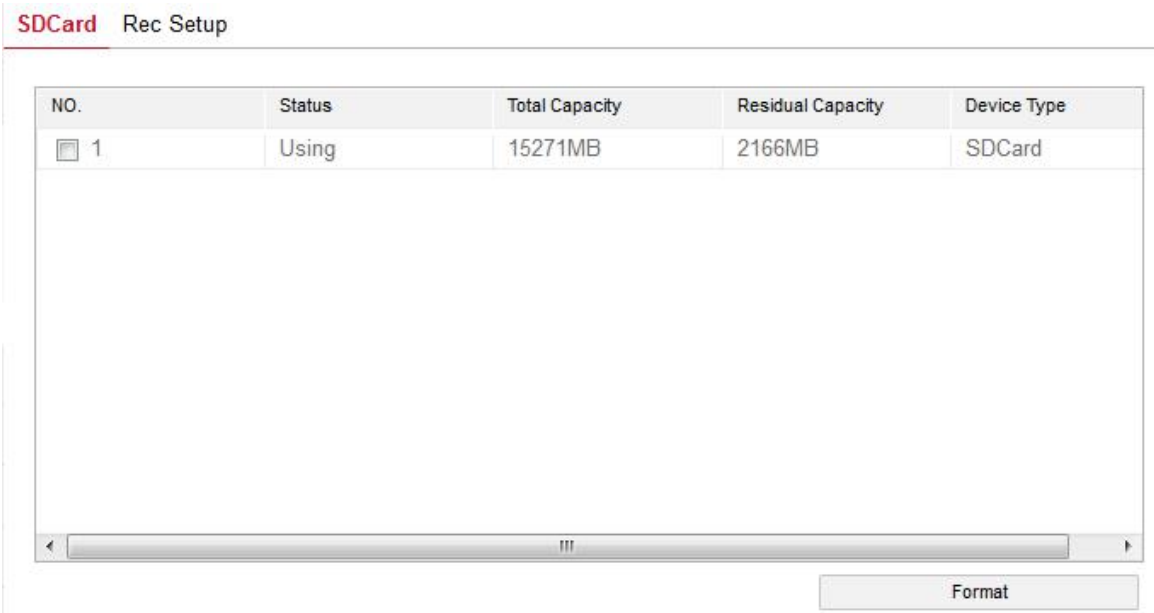 SDCard Rec Setup
NO. Status Total Capacity Residual Capacity Device Type
1 Using 15271MB 2166MB SDCard
Format